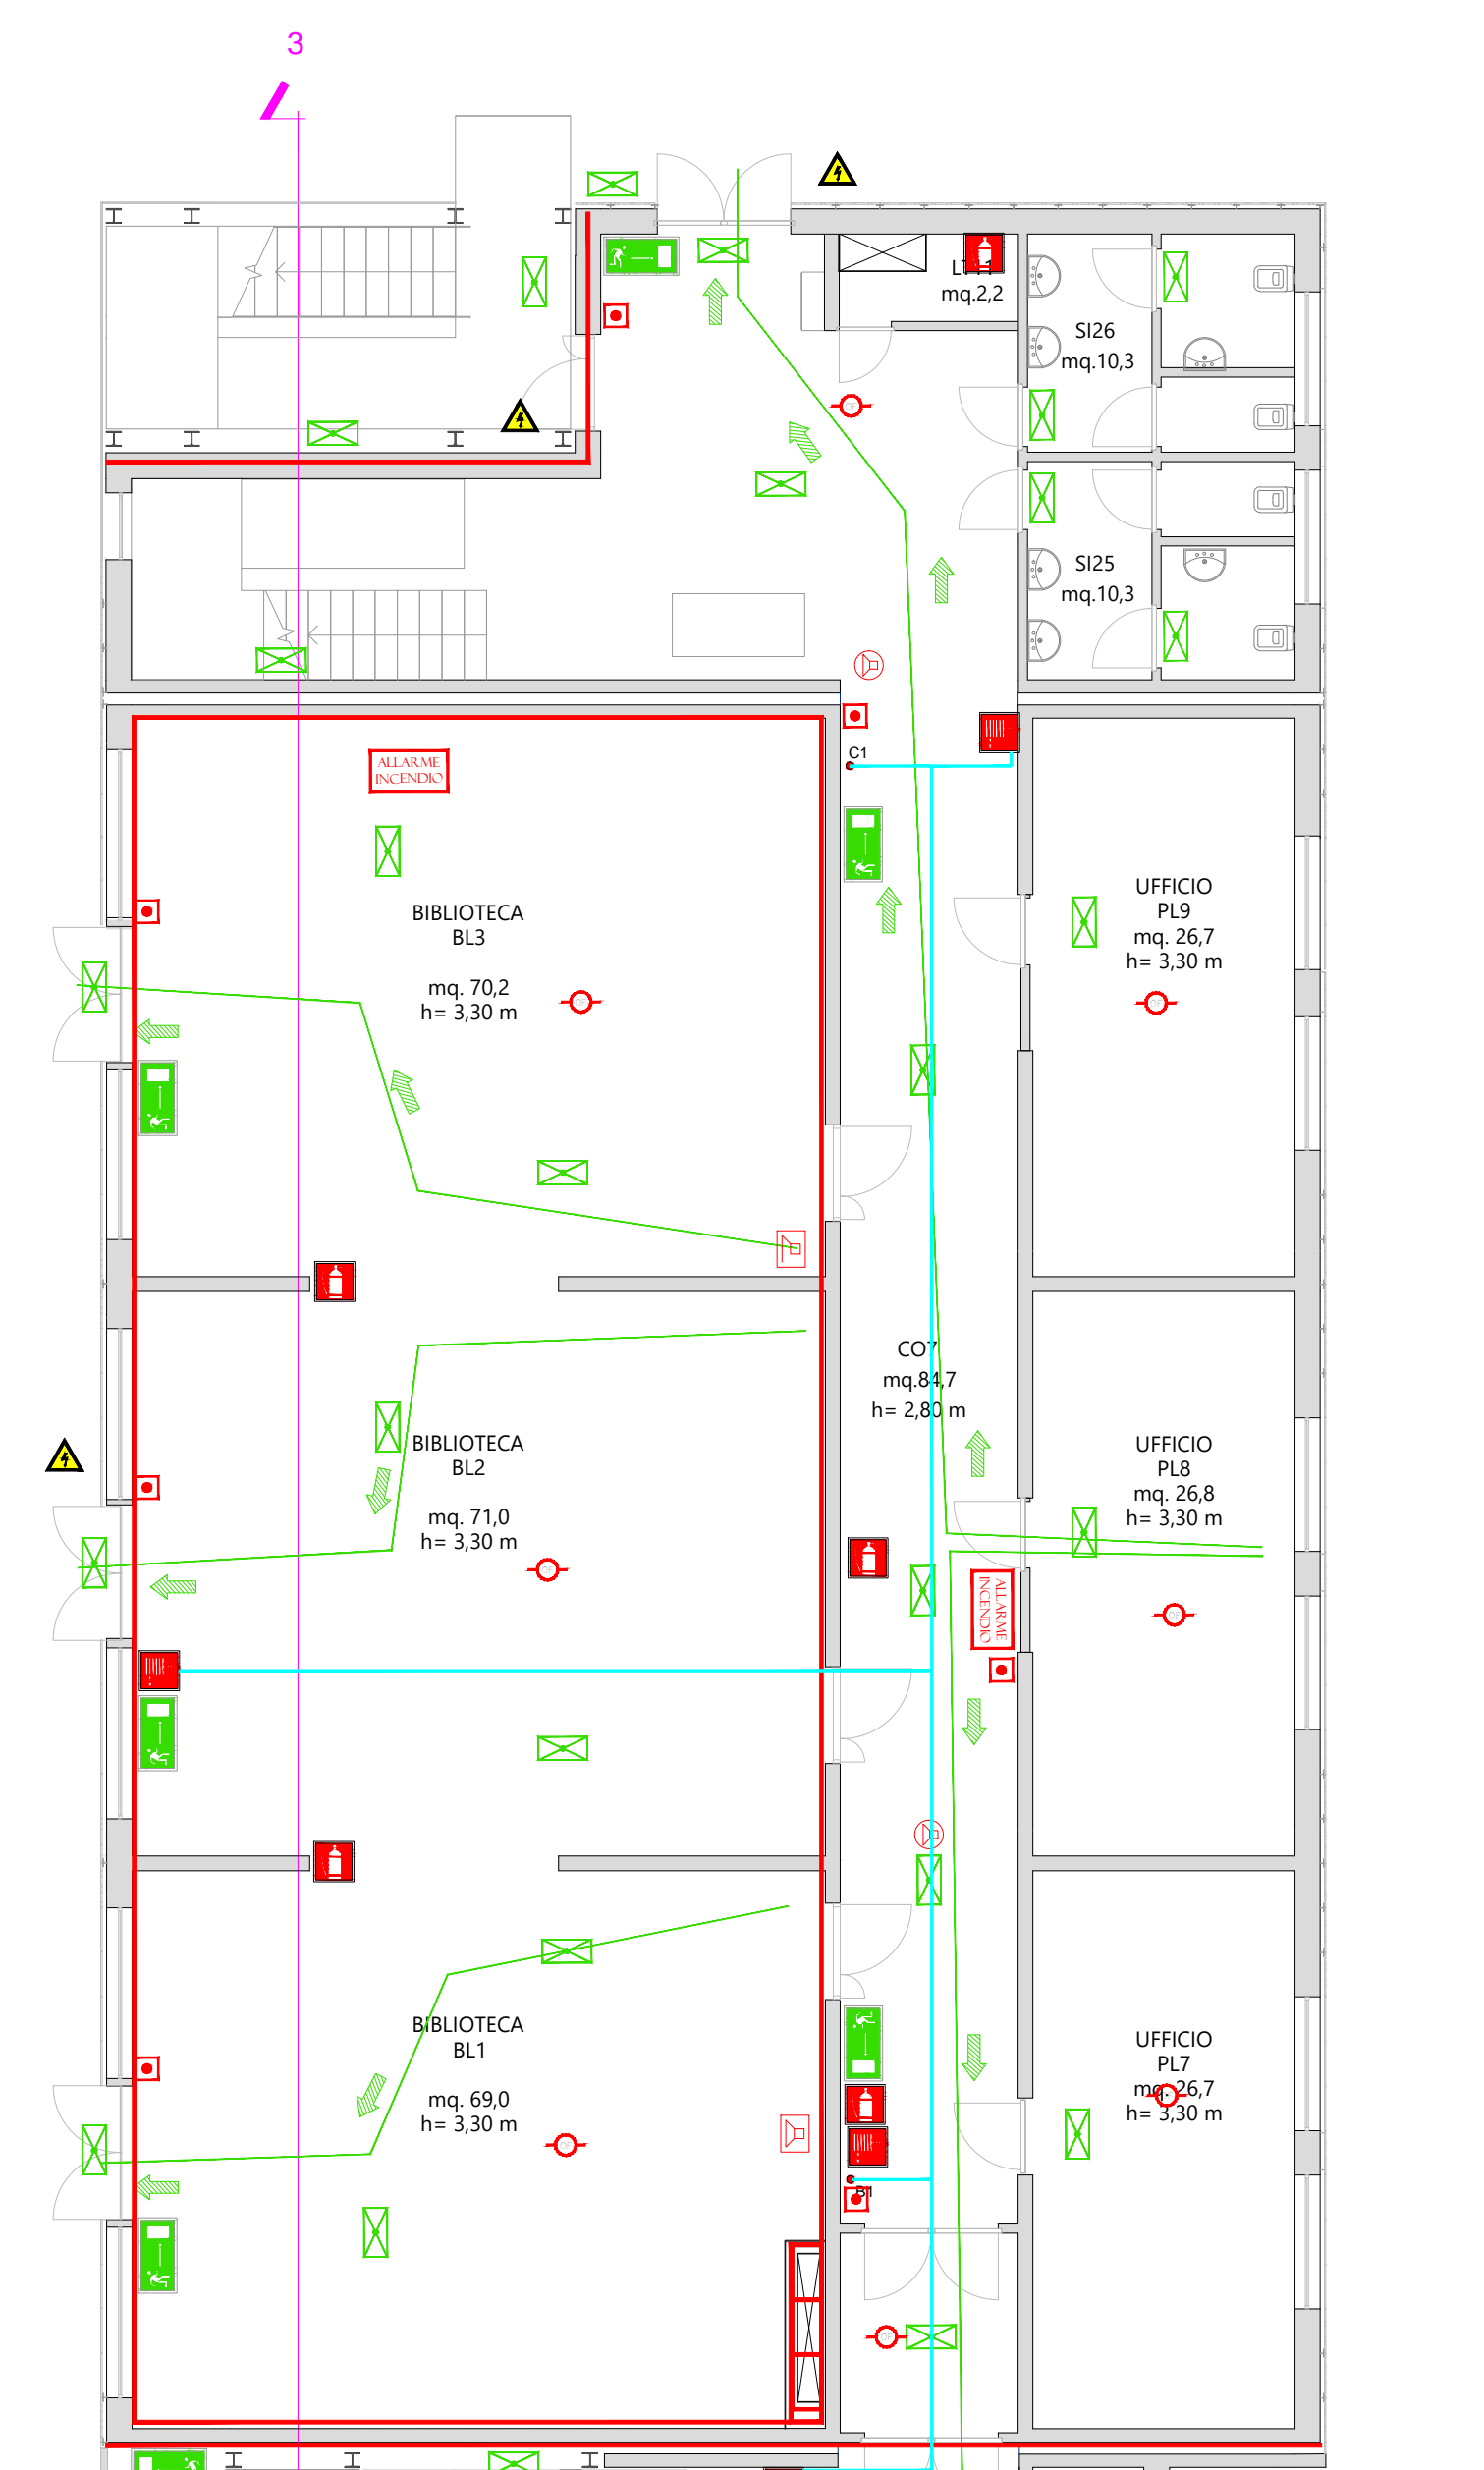 3
mq.2,2
SI26
mq.10,3
SI25
mq.10,3
C1
ALLARME
INCENDIO
BIBLIOTECA
BL3
mq. 70,2
h= 3,30 m
UFFICIO
PL9
mq. 26,7
h= 3,30 m
CO7
mq.84,7
h= 2,80 m
BIBLIOTECA
BL2
mq. 71,0
h= 3,30 m
UFFICIO
PL8
mq. 26,8
h= 3,30 m
ALLARME
INCENDIO
BIBLIOTECA
BL1
mq. 69,0
h= 3,30 m
UFFICIO
PL7
mq. 26,7
h= 3,30 m
B1